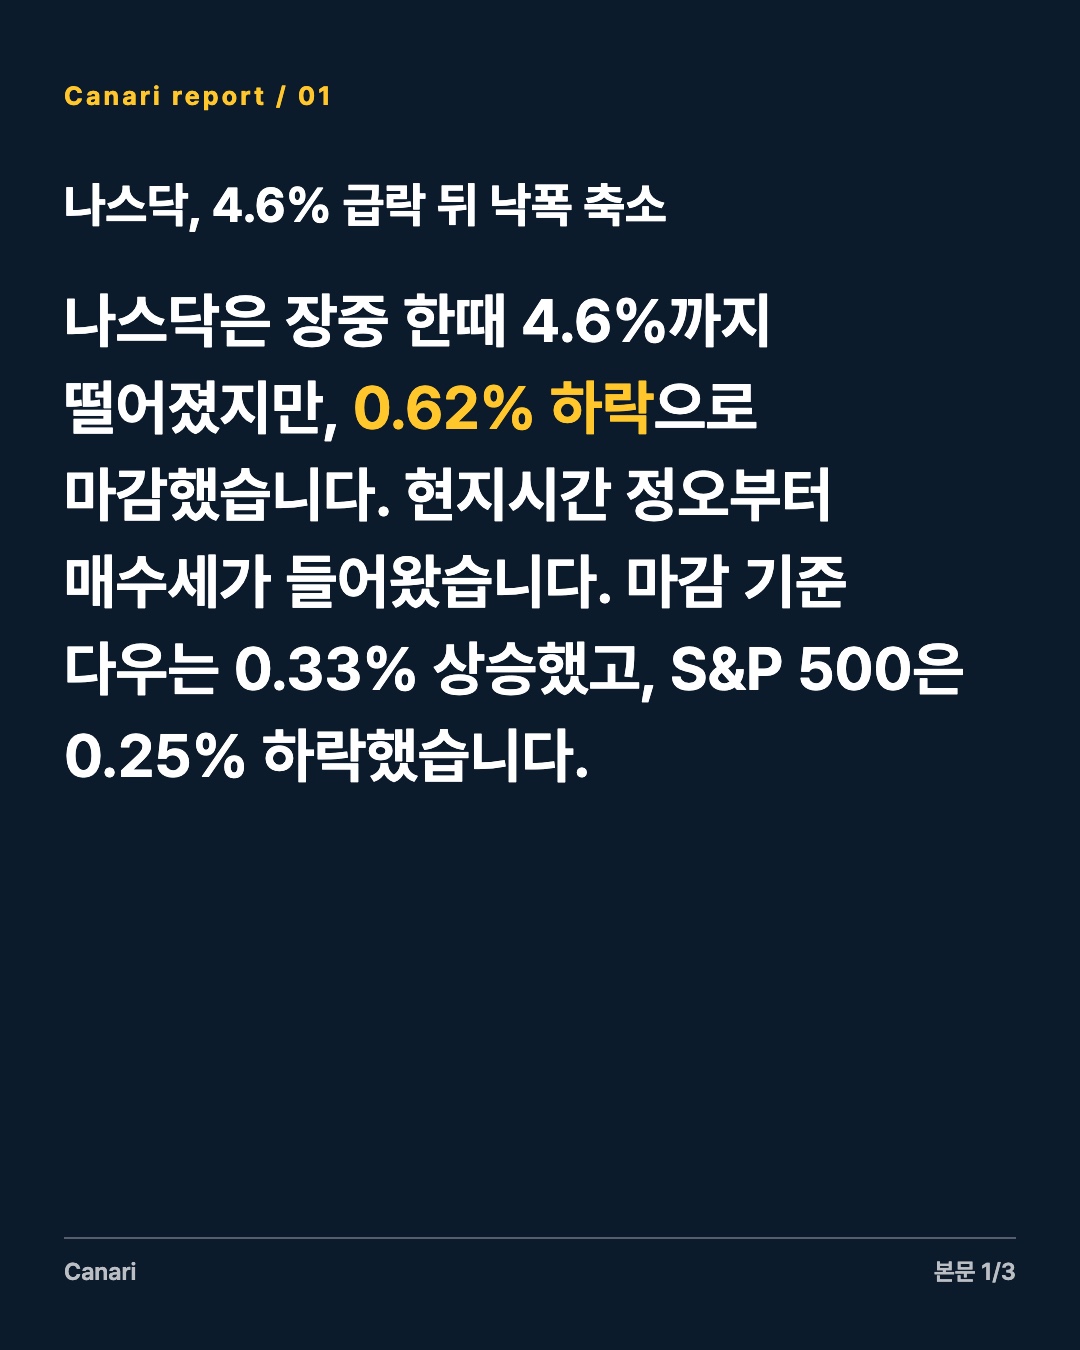 Canari report / 01
나스닥, 4.6% 급락 뒤 낙폭 축소
나스닥은 장중 한때 4.6%까지
떨어졌지만, 0.62% 하락으로
마감했습니다. 현지시간 정오부터
매수세가 들어왔습니다. 마감 기준
다우는 0.33% 상승했고, S&P 500은
0.25% 하락했습니다.
Canari
본문 1/3